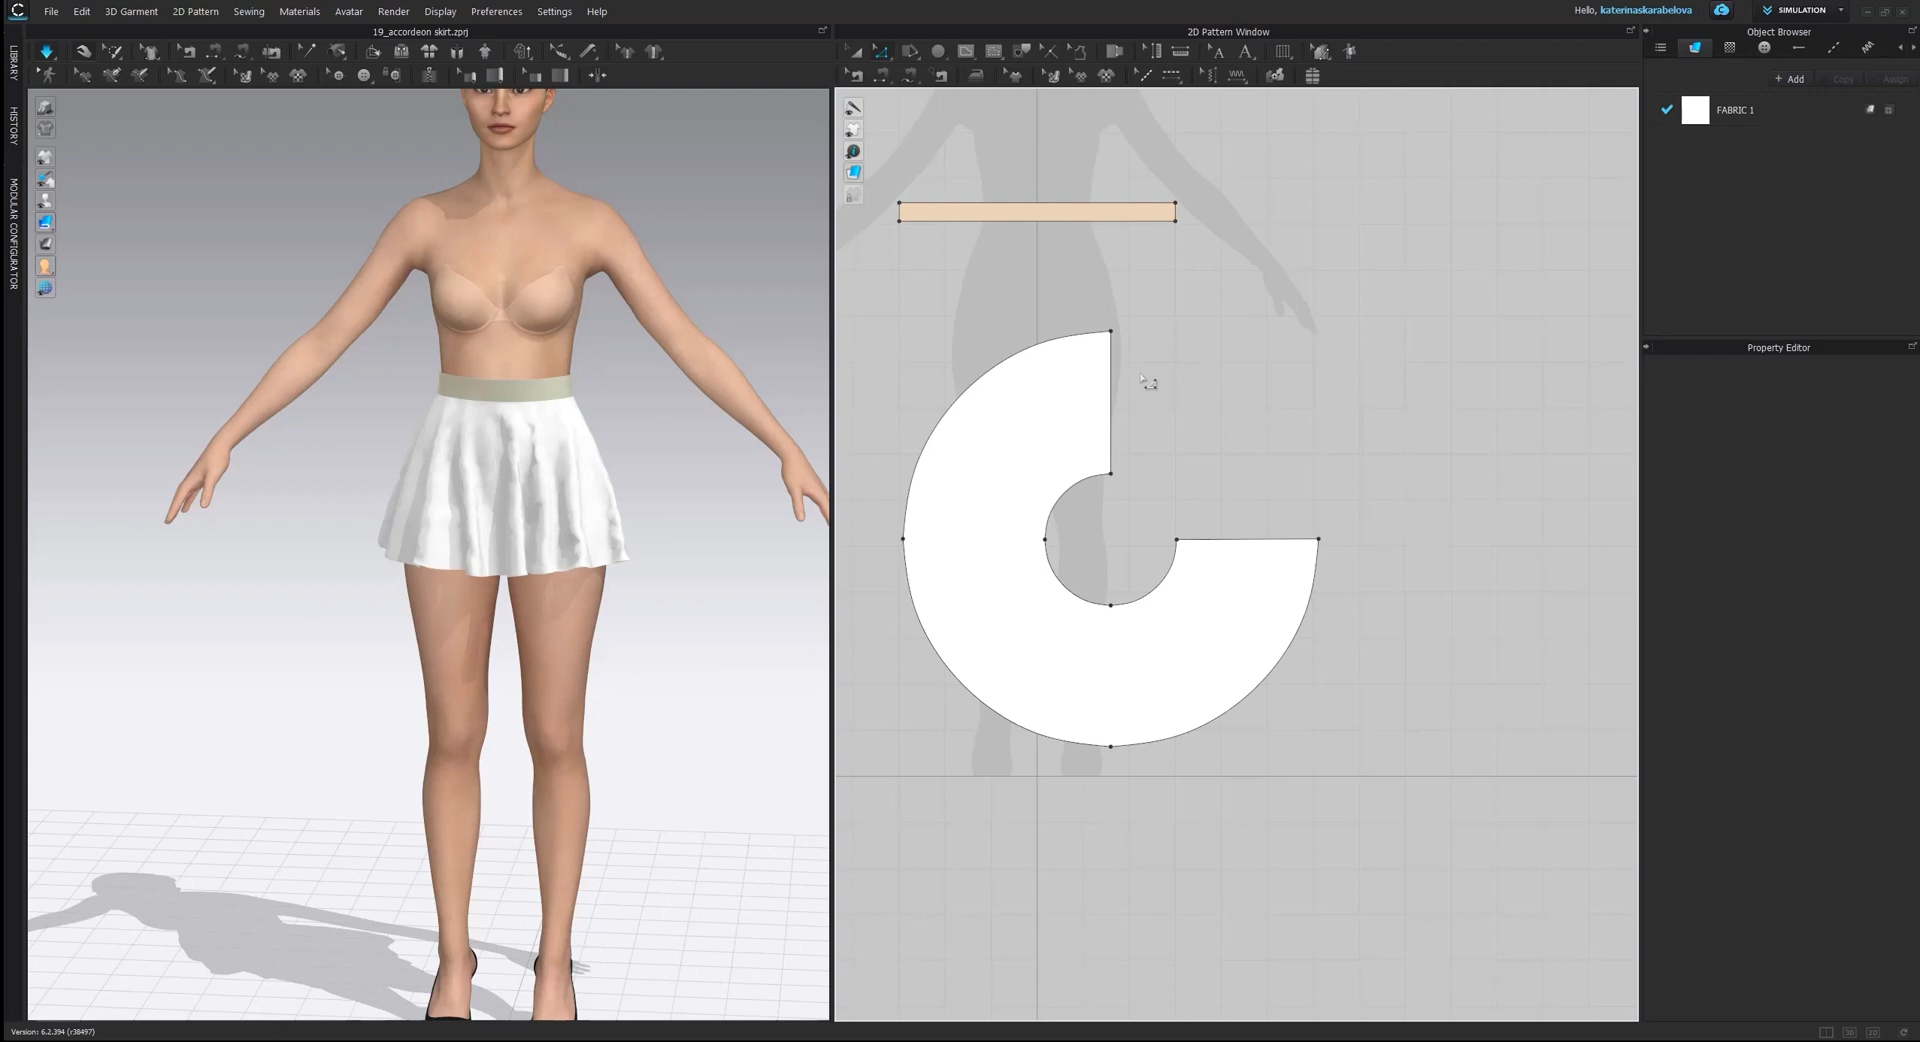 C File Edit 3D Garment 2D Pattern Sewing Materials Avatar Render Display Preferences Settings Help Hello, katerinaskarabelova SIMULATION
19_accordeon skirt.zprj
2D Pattern Window
Object Browser
LIBRARY
HISTORY
MODULAR CONFIGURATOR
+ Add Copy Assign
FABRIC 1
Property Editor
Version: 6.2.394 (r38497)
3D 2D